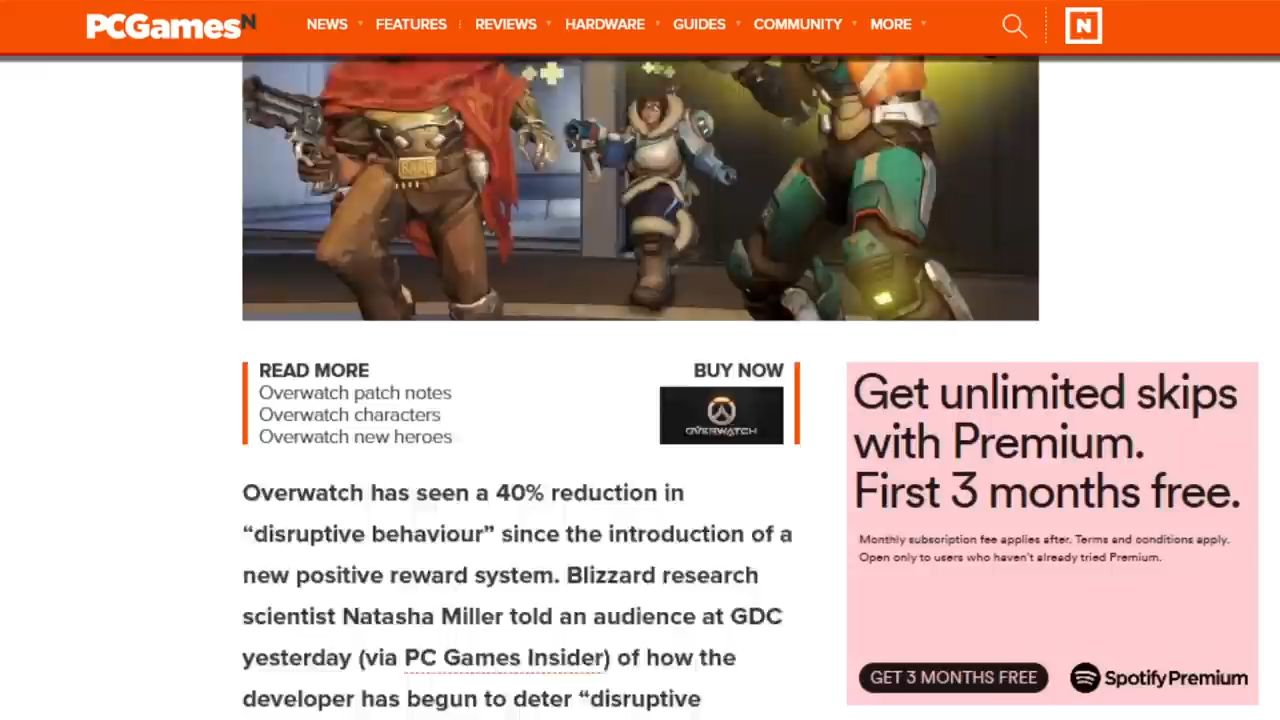 PCGamesN
NEWS FEATURES REVIEWS HARDWARE GUIDES COMMUNITY MORE
N
READ MORE
Overwatch patch notes
Overwatch characters
Overwatch new heroes
BUY NOW
OVERWATCH
Overwatch has seen a 40% reduction in
“disruptive behaviour” since the introduction of a
new positive reward system. Blizzard research
scientist Natasha Miller told an audience at GDC
yesterday (via PC Games Insider) of how the
developer has begun to deter “disruptive
Get unlimited skips
with Premium.
First 3 months free.
Monthly subscription fee applies after. Terms and conditions apply.
Open only to users who haven't already tried Premium.
GET 3 MONTHS FREE
Spotify Premium